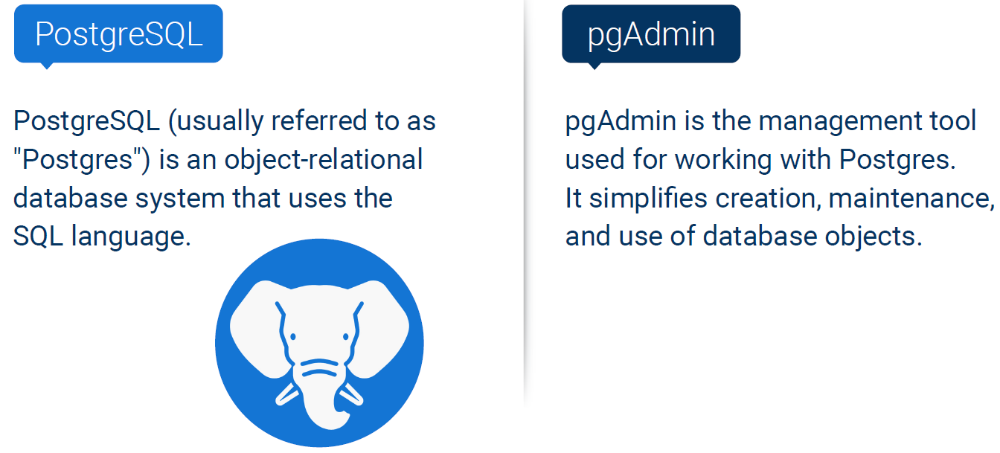 PostgreSQL
PostgreSQL (usually referred to as
"Postgres") is an object-relational
database system that uses the
SQL language.
pgAdmin
pgAdmin is the management tool
used for working with Postgres.
It simplifies creation, maintenance,
and use of database objects.